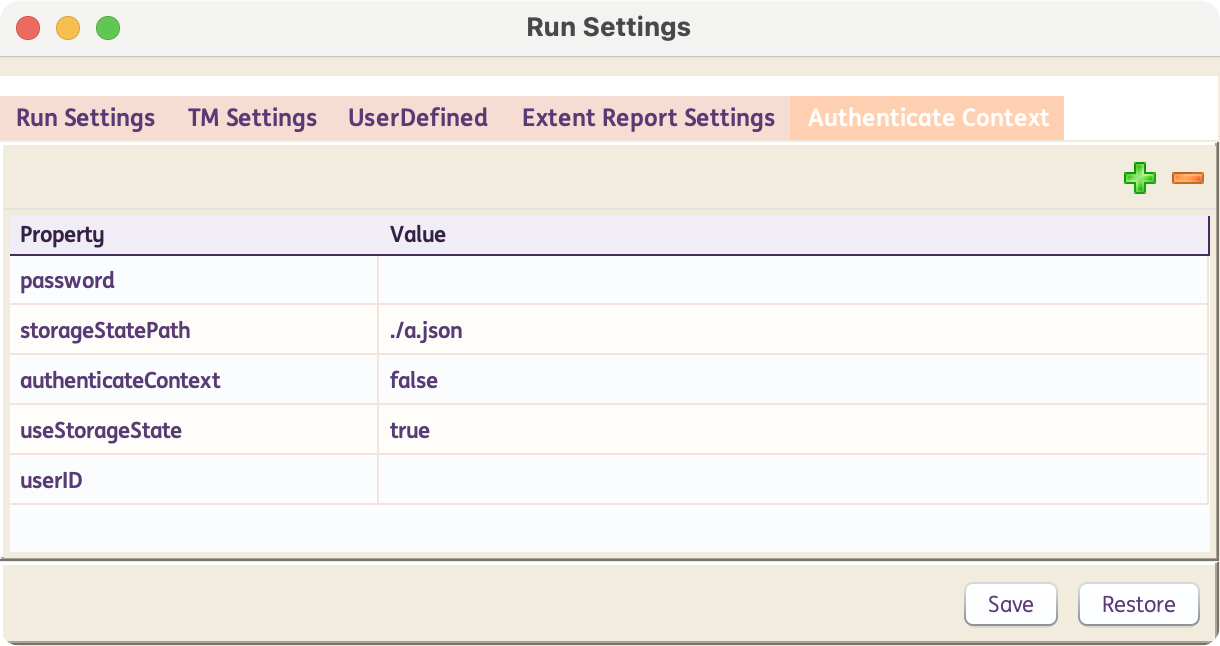 Run Settings
Run Settings TM Settings UserDefined Extent Report Settings Authenticate Context
Property Value
password
storageStatePath ./a.json
authenticateContext false
useStorageState true
userID
Save Restore